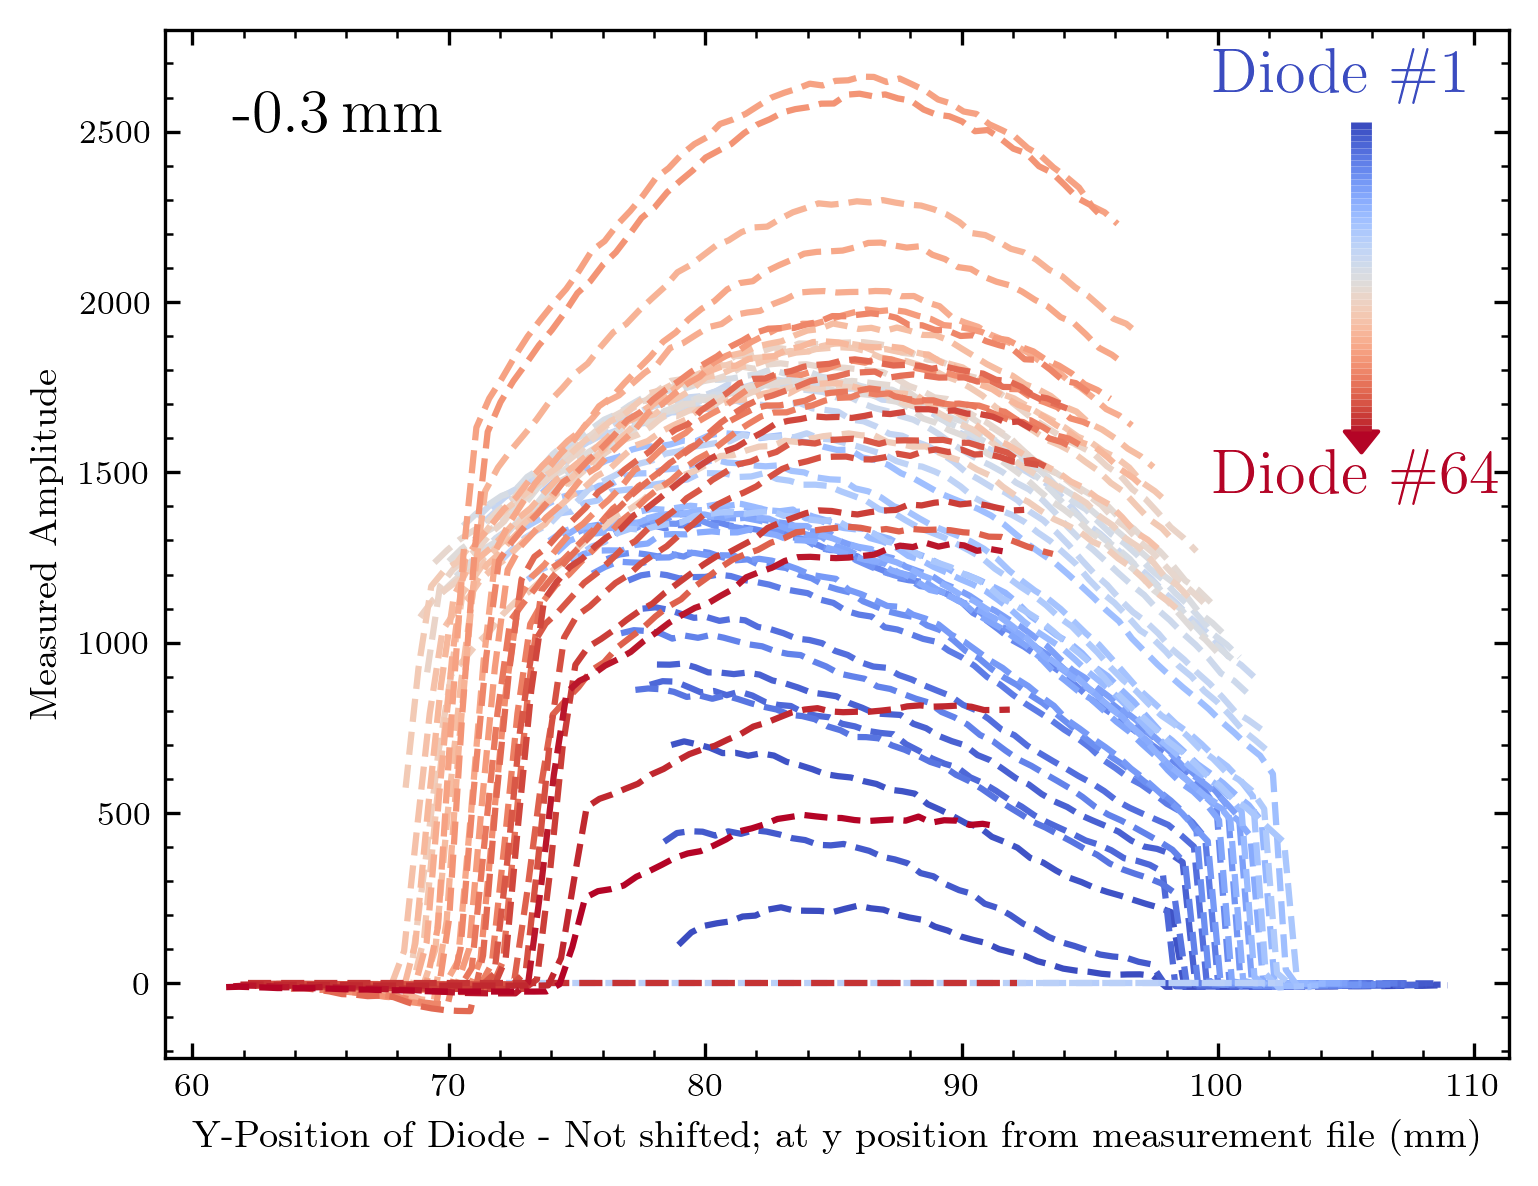 -0.3 mm
Diode #1
Diode #64
Measured Amplitude
2500
2000
1500
1000
500
0
60 70 80 90 100 110
Y-Position of Diode - Not shifted; at y position from measurement file (mm)